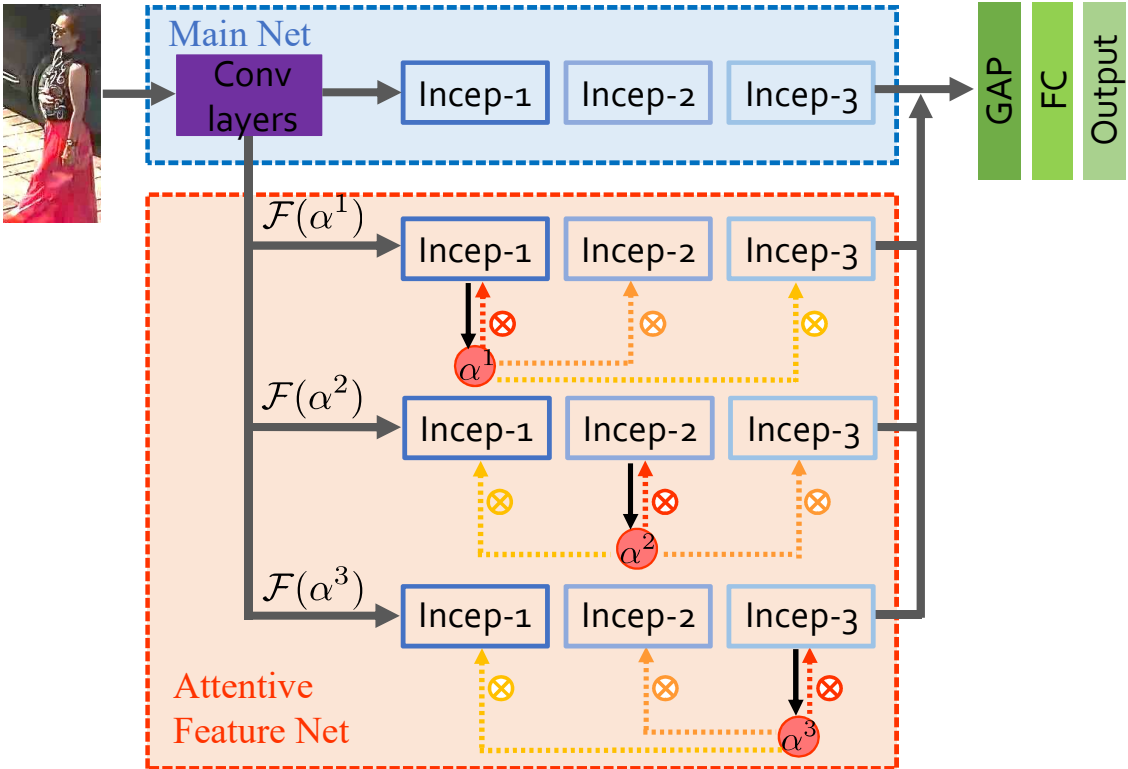 Main Net
Conv
layers
Incep-1
Incep-2
Incep-3
GAP
FC
Output
F(α¹)
Incep-1
Incep-2
Incep-3
⊗
⊗
⊗
α¹
F(α²)
Incep-1
Incep-2
Incep-3
⊗
⊗
⊗
α²
F(α³)
Incep-1
Incep-2
Incep-3
⊗
⊗
⊗
α³
Attentive
Feature Net